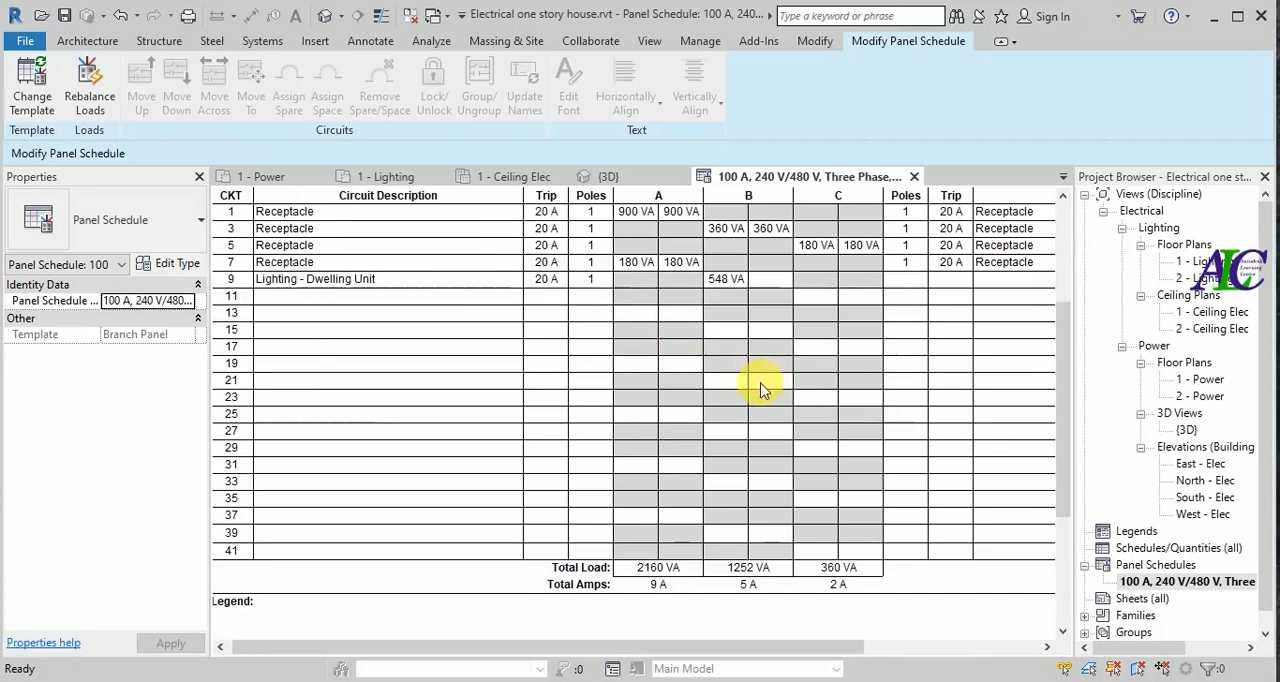 Electrical one story house.rvt - Panel Schedule: 100 A, 240...
Type a keyword or phrase
Sign In
File Architecture Structure Steel Systems Insert Annotate Analyze Massing & Site Collaborate View Manage Add-Ins Modify Modify Panel Schedule
Change Template
Rebalance Loads
Move Up
Move Down
Move Across
Move To
Assign Spare
Assign Space
Remove Spare/Space
Lock/ Unlock
Group/ Ungroup
Update Names
Edit Font
Horizontally Align
Vertically Align
Template Loads Circuits Text
Modify Panel Schedule
Properties
Panel Schedule
Panel Schedule: 100
Edit Type
Identity Data
Panel Schedule ... 100 A, 240 V/480...
Other
Template Branch Panel
Properties help
Apply
1 - Power
1 - Lighting
1 - Ceiling Elec
{3D}
100 A, 240 V/480 V, Three Phase,...
CKT Circuit Description Trip Poles A B C Poles Trip
1 Receptacle 20 A 1 900 VA 900 VA 1 20 A Receptacle
3 Receptacle 20 A 1 360 VA 360 VA 1 20 A Receptacle
5 Receptacle 20 A 1 180 VA 180 VA 1 20 A Receptacle
7 Receptacle 20 A 1 180 VA 180 VA 1 20 A Receptacle
9 Lighting - Dwelling Unit 20 A 1 548 VA
11
13
15
17
19
21
23
25
27
29
31
33
35
37
39
41
Total Load: 2160 VA 1252 VA 360 VA
Total Amps: 9 A 5 A 2 A
Legend:
Project Browser - Electrical one st...
Views (Discipline)
Electrical
Lighting
Floor Plans
1 - Lig
2 - Lig
ALC
Ceiling Plans
1 - Ceiling Elec
2 - Ceiling Elec
Power
Floor Plans
1 - Power
2 - Power
3D Views
{3D}
Elevations (Building
East - Elec
North - Elec
South - Elec
West - Elec
Legends
Schedules/Quantities (all)
Panel Schedules
100 A, 240 V/480 V, Three
Sheets (all)
Families
Groups
Ready
:0
Main Model
:0